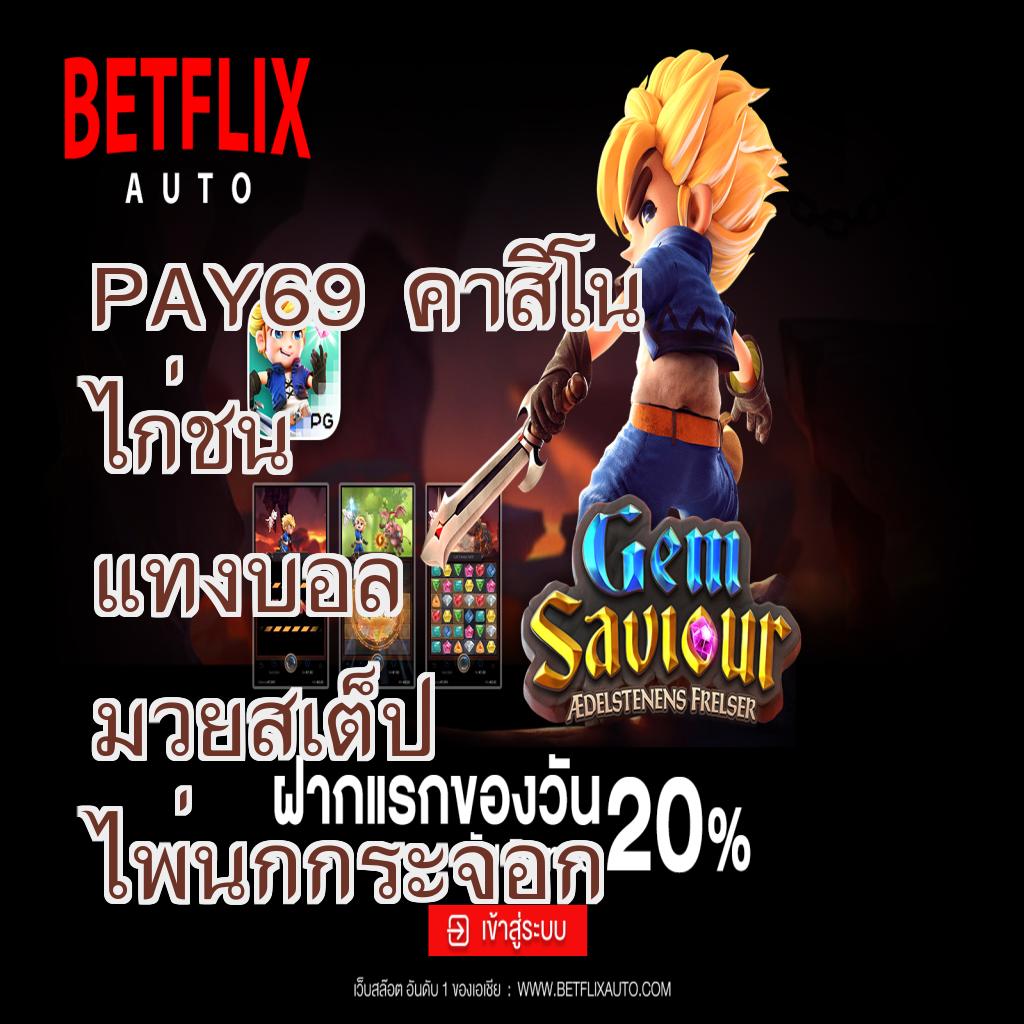 BETFLIX
AUTO
PAY69 คาสิโน
ไก่ชน
PG
แทงบอล
Gem
Saviour
ÆDELSTENENS FRELSER
มวยสเต็ป
ฝากแรกของวัน 20%
ไพ่นกกระจอก
เข้าสู่ระบบ
เว็บสล๊อต อันดับ 1 ของเอเชีย : WWW.BETFLIXAUTO.COM